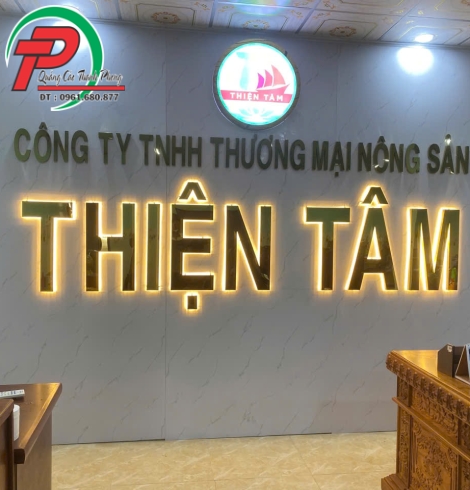 Quảng Cáo Thành Phong
ĐT : 0961.680.877
THIỆN TÂM
CÔNG TY TNHH THƯƠNG MẠI NÔNG SẢN
THIỆN TÂM